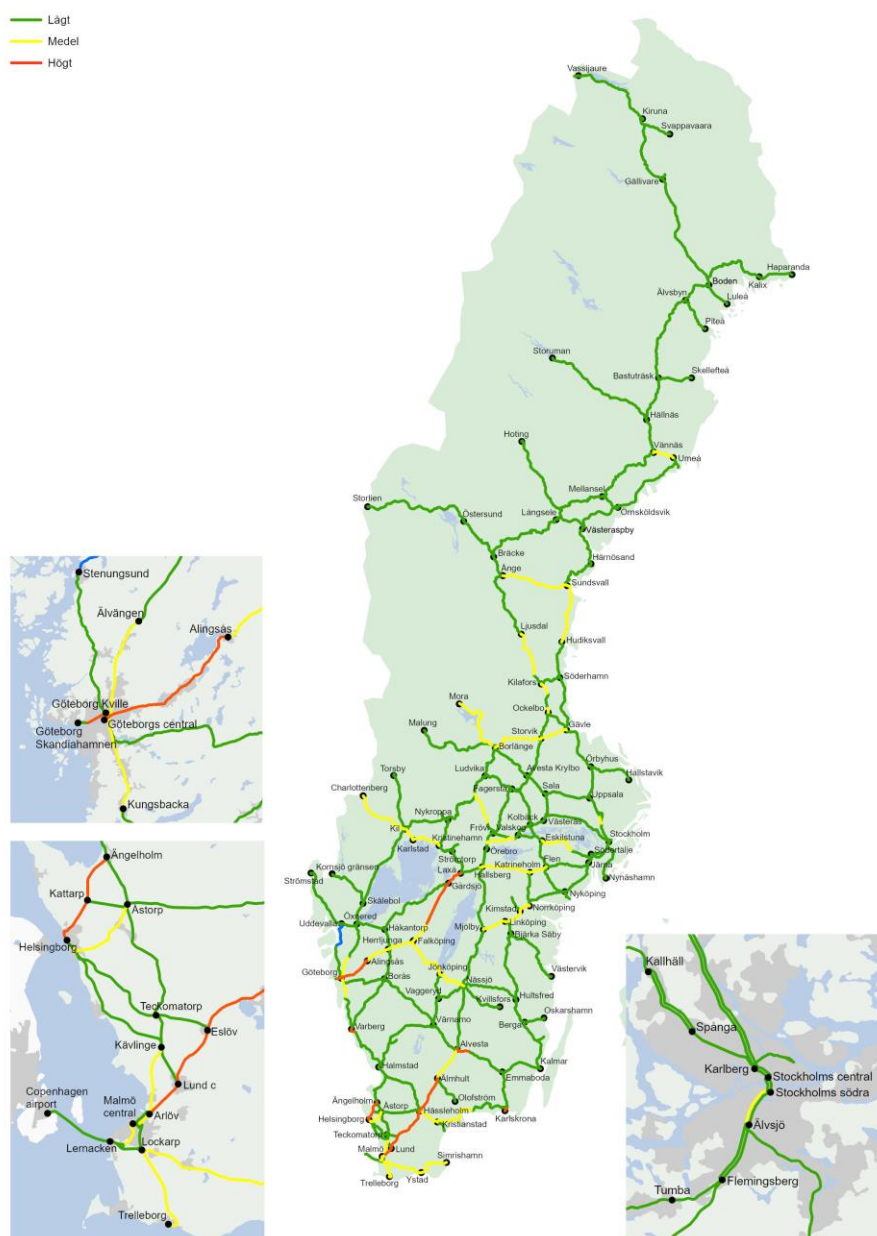 Lågt
Medel
Högt
Vassijaure
Kiruna
Svappavaara
Gällivare
Boden
Kalix
Haparanda
Luleå
Älvsbyn
Piteå
Storuman
Bastuträsk
Skellefteå
Hällnäs
Hoting
Vännäs
Umeå
Mellansel
Storlien
Östersund
Långsele
Örnsköldsvik
Västeraspby
Bräcke
Härnösand
Ånge
Sundsvall
Ljusdal
Hudiksvall
Kilafors
Söderhamn
Mora
Ockelbo
Malung
Storvik
Gävle
Borlänge
Torsby
Ludvika
Avesta Krylbo
Örbyhus
Hallstavik
Charlottenberg
Fagersta
Sala
Uppsala
Nykroppa
Kolbäck
Västerås
Kil
Kristinehamn
Frövi
Valskog
Eskilstuna
Stockholm
Karlstad
Örebro
Södertälje
Strömtorp
Katrineholm
Flen
Järna
Kornsjö gränsen
Laxå
Hallsberg
Nynäshamn
Strömstad
Gårdsjö
Nyköping
Skälebol
Kimstad
Norrköping
Uddevalla
Öxnered
Håkantorp
Mjölby
Linköping
Bjärka Säby
Herrljunga
Falköping
Göteborg
Alingsås
Borås
Jönköping
Nässjö
Västervik
Vaggeryd
Kvillsfors
Hultsfred
Oskarshamn
Varberg
Värnamo
Berga
Alvesta
Halmstad
Emmaboda
Kalmar
Älmhult
Ängelholm
Olofström
Åstorp
Hässleholm
Helsingborg
Kristianstad
Karlskrona
Teckomatorp
Malmö
Lund
Simrishamn
Ystad
Trelleborg
Stenungsund
Älvängen
Alingsås
Göteborg Kville
Göteborgs central
Göteborg
Skandiahamnen
Kungsbacka
Ängelholm
Kattarp
Åstorp
Helsingborg
Teckomatorp
Eslöv
Kävlinge
Copenhagen
airport
Malmö
central
Lund c
Arlöv
Lernacken
Lockarp
Trelleborg
Kallhäll
Spånga
Karlberg
Stockholms central
Stockholms södra
Älvsjö
Flemingsberg
Tumba